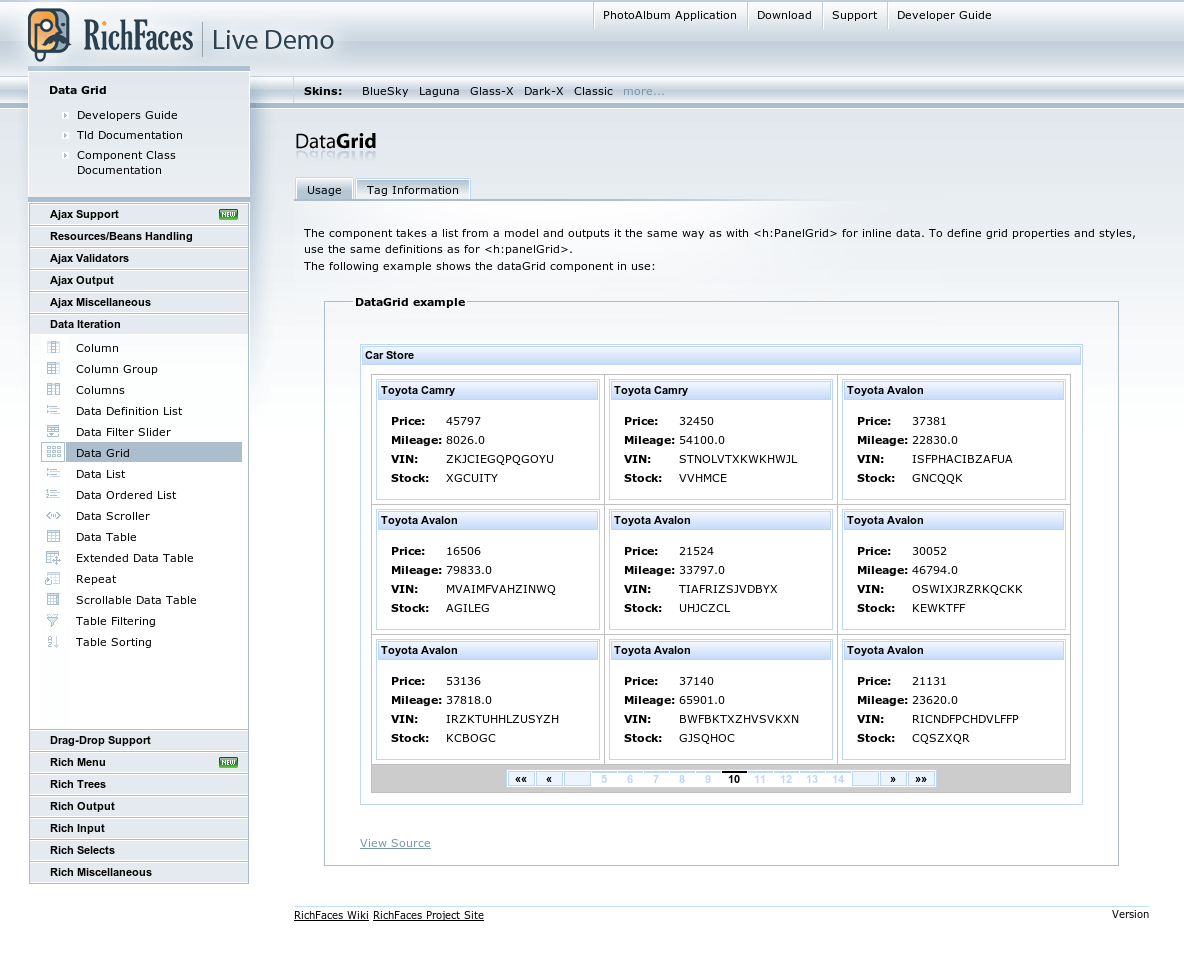 PhotoAlbum Application Download Support Developer Guide
RichFaces Live Demo
Skins: BlueSky Laguna Glass-X Dark-X Classic more...
Data Grid
Developers Guide
Tld Documentation
Component Class
Documentation
Ajax Support NEW
Resources/Beans Handling
Ajax Validators
Ajax Output
Ajax Miscellaneous
Data Iteration
Column
Column Group
Columns
Data Definition List
Data Filter Slider
Data Grid
Data List
Data Ordered List
Data Scroller
Data Table
Extended Data Table
Repeat
Scrollable Data Table
Table Filtering
Table Sorting
Drag-Drop Support
Rich Menu NEW
Rich Trees
Rich Output
Rich Input
Rich Selects
Rich Miscellaneous
DataGrid
Usage Tag Information
The component takes a list from a model and outputs it the same way as with <h:PanelGrid> for inline data. To define grid properties and styles,
use the same definitions as for <h:panelGrid>.
The following example shows the dataGrid component in use:
DataGrid example
Car Store
Toyota Camry Toyota Camry Toyota Avalon
Price: 45797 Price: 32450 Price: 37381
Mileage: 8026.0 Mileage: 54100.0 Mileage: 22830.0
VIN: ZKJCIEGQPQGOYU VIN: STNOLVTXKWKHWJL VIN: ISFPHACIBZAFUA
Stock: XGCUITY Stock: VVHMCE Stock: GNCQQK
Toyota Avalon Toyota Avalon Toyota Avalon
Price: 16506 Price: 21524 Price: 30052
Mileage: 79833.0 Mileage: 33797.0 Mileage: 46794.0
VIN: MVAIMFVAHZINWQ VIN: TIAFRIZSJVDBYX VIN: OSWIXJRZRKQCKK
Stock: AGILEG Stock: UHJCZCL Stock: KEWKTFF
Toyota Avalon Toyota Avalon Toyota Avalon
Price: 53136 Price: 37140 Price: 21131
Mileage: 37818.0 Mileage: 65901.0 Mileage: 23620.0
VIN: IRZKTUHHLZUSYZH VIN: BWFBKTXZHVSVKXN VIN: RICNDFPCHDVLFFP
Stock: KCBOGC Stock: GJSQHOC Stock: CQSZXQR
«« « 5 6 7 8 9 10 11 12 13 14 » »»
View Source
RichFaces Wiki RichFaces Project Site Version